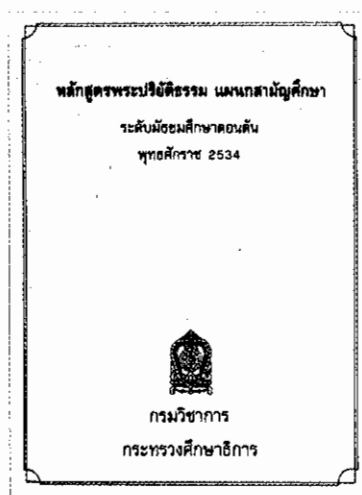 หลักสูตรพระปริยัติธรรม แผนกสามัญศึกษา
ระดับมัธยมศึกษาตอนต้น
พุทธศักราช 2534
กรมวิชาการ
กระทรวงศึกษาธิการ